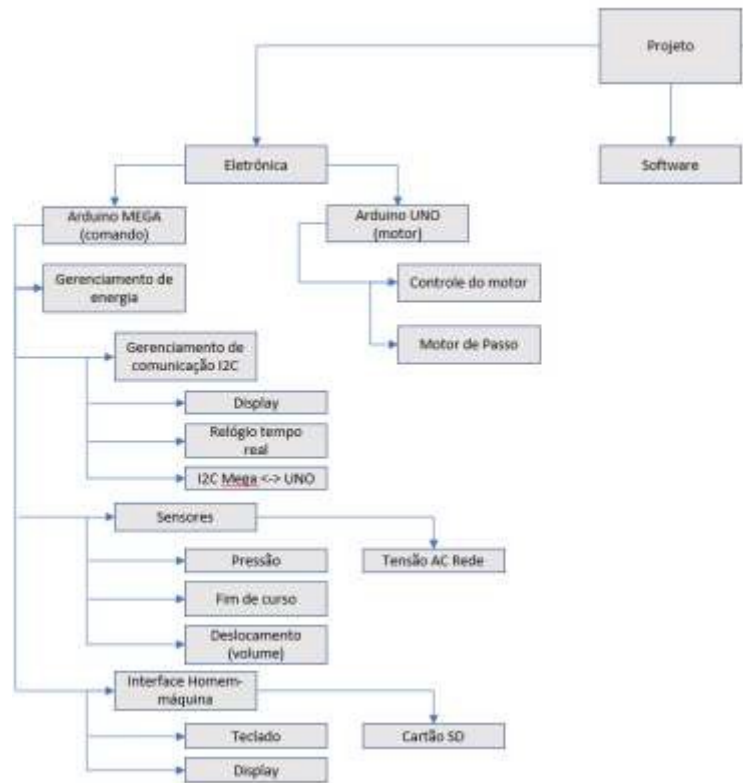 Projeto
Eletrônica
Software
Arduino MEGA
(comando)
Arduino UNO
(motor)
Gerenciamento de
energia
Controle do motor
Gerenciamento de
comunicação I2C
Motor de Passo
Display
Relógio tempo
real
I2C Mega <-> UNO
Sensores
Pressão
Tensão AC Rede
Fim de curso
Deslocamento
(volume)
Interface Homem-
máquina
Teclado
Cartão SD
Display